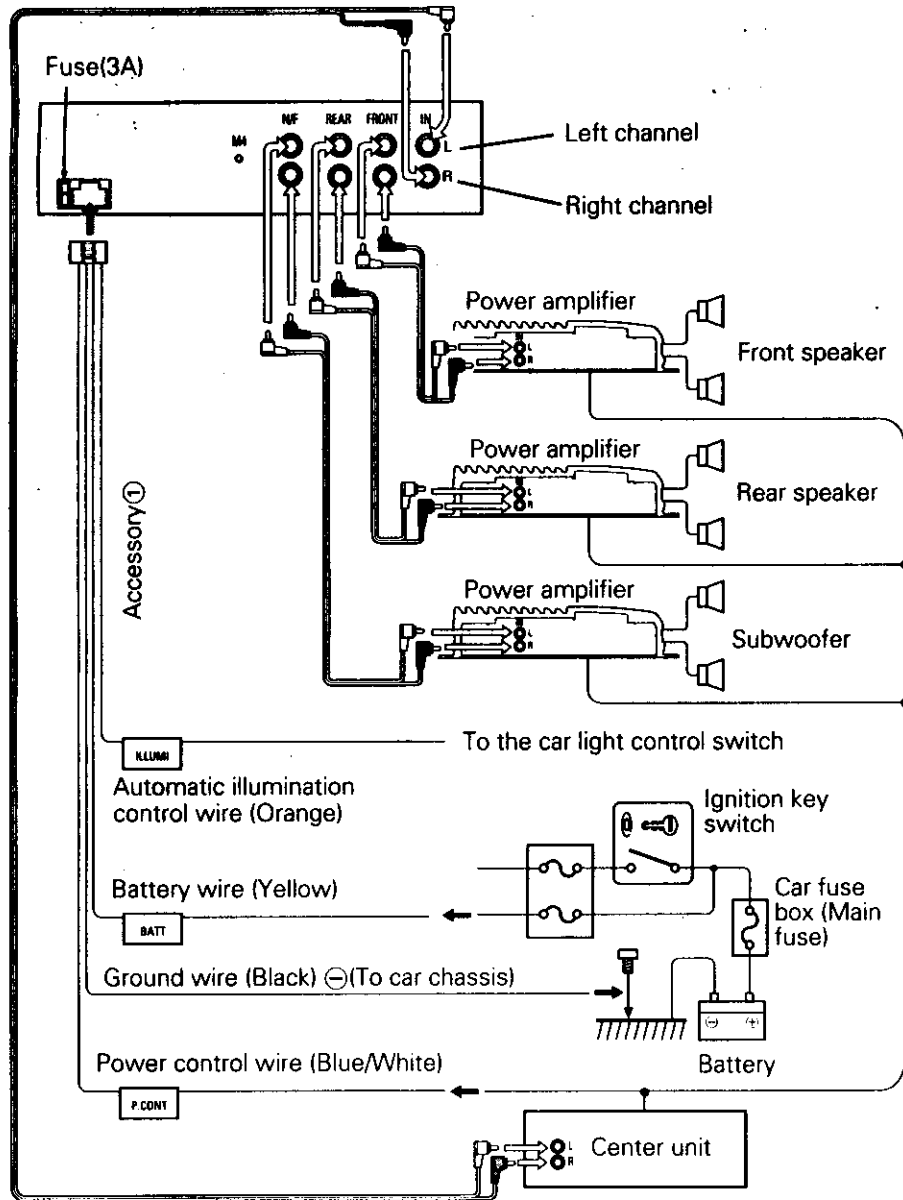 Fuse(3A)
N/F REAR FRONT IN
M4
L
R
Left channel
Right channel
Power amplifier
L
R
Front speaker
Power amplifier
L
R
Rear speaker
Power amplifier
L
R
Subwoofer
Accessory①
ILLUMI
To the car light control switch
Automatic illumination
control wire (Orange)
Ignition key
switch
Car fuse
box (Main
fuse)
Battery wire (Yellow)
BATT
Ground wire (Black) ⊖(To car chassis)
⊖ ⊕
Battery
Power control wire (Blue/White)
P.CONT
L
R
Center unit